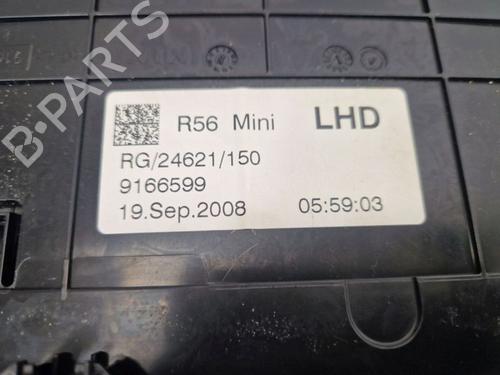 B-PARTS
R56 Mini LHD
RG/24621/150
9166599
19.Sep.2008 05:59:03